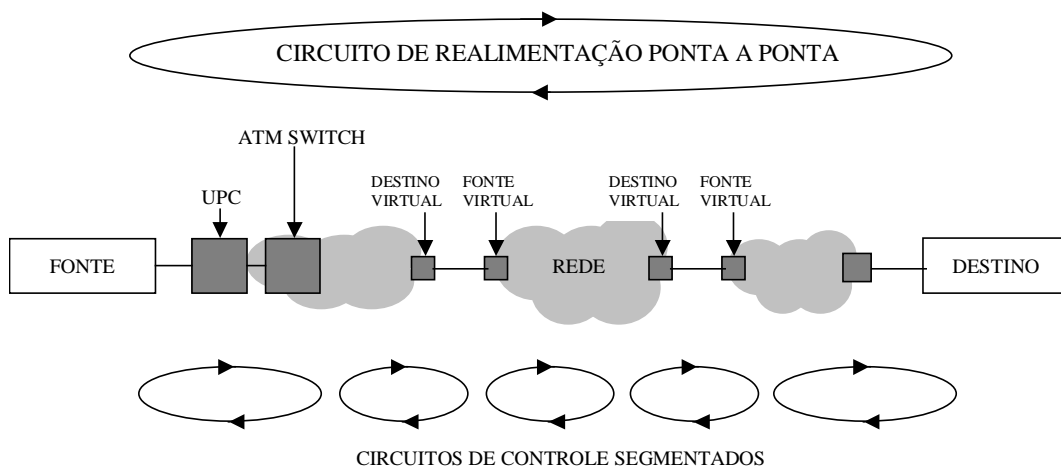 CIRCUITO DE REALIMENTAÇÃO PONTA A PONTA
ATM SWITCH
UPC
DESTINO
VIRTUAL
FONTE
VIRTUAL
DESTINO
VIRTUAL
FONTE
VIRTUAL
FONTE
REDE
DESTINO
CIRCUITOS DE CONTROLE SEGMENTADOS